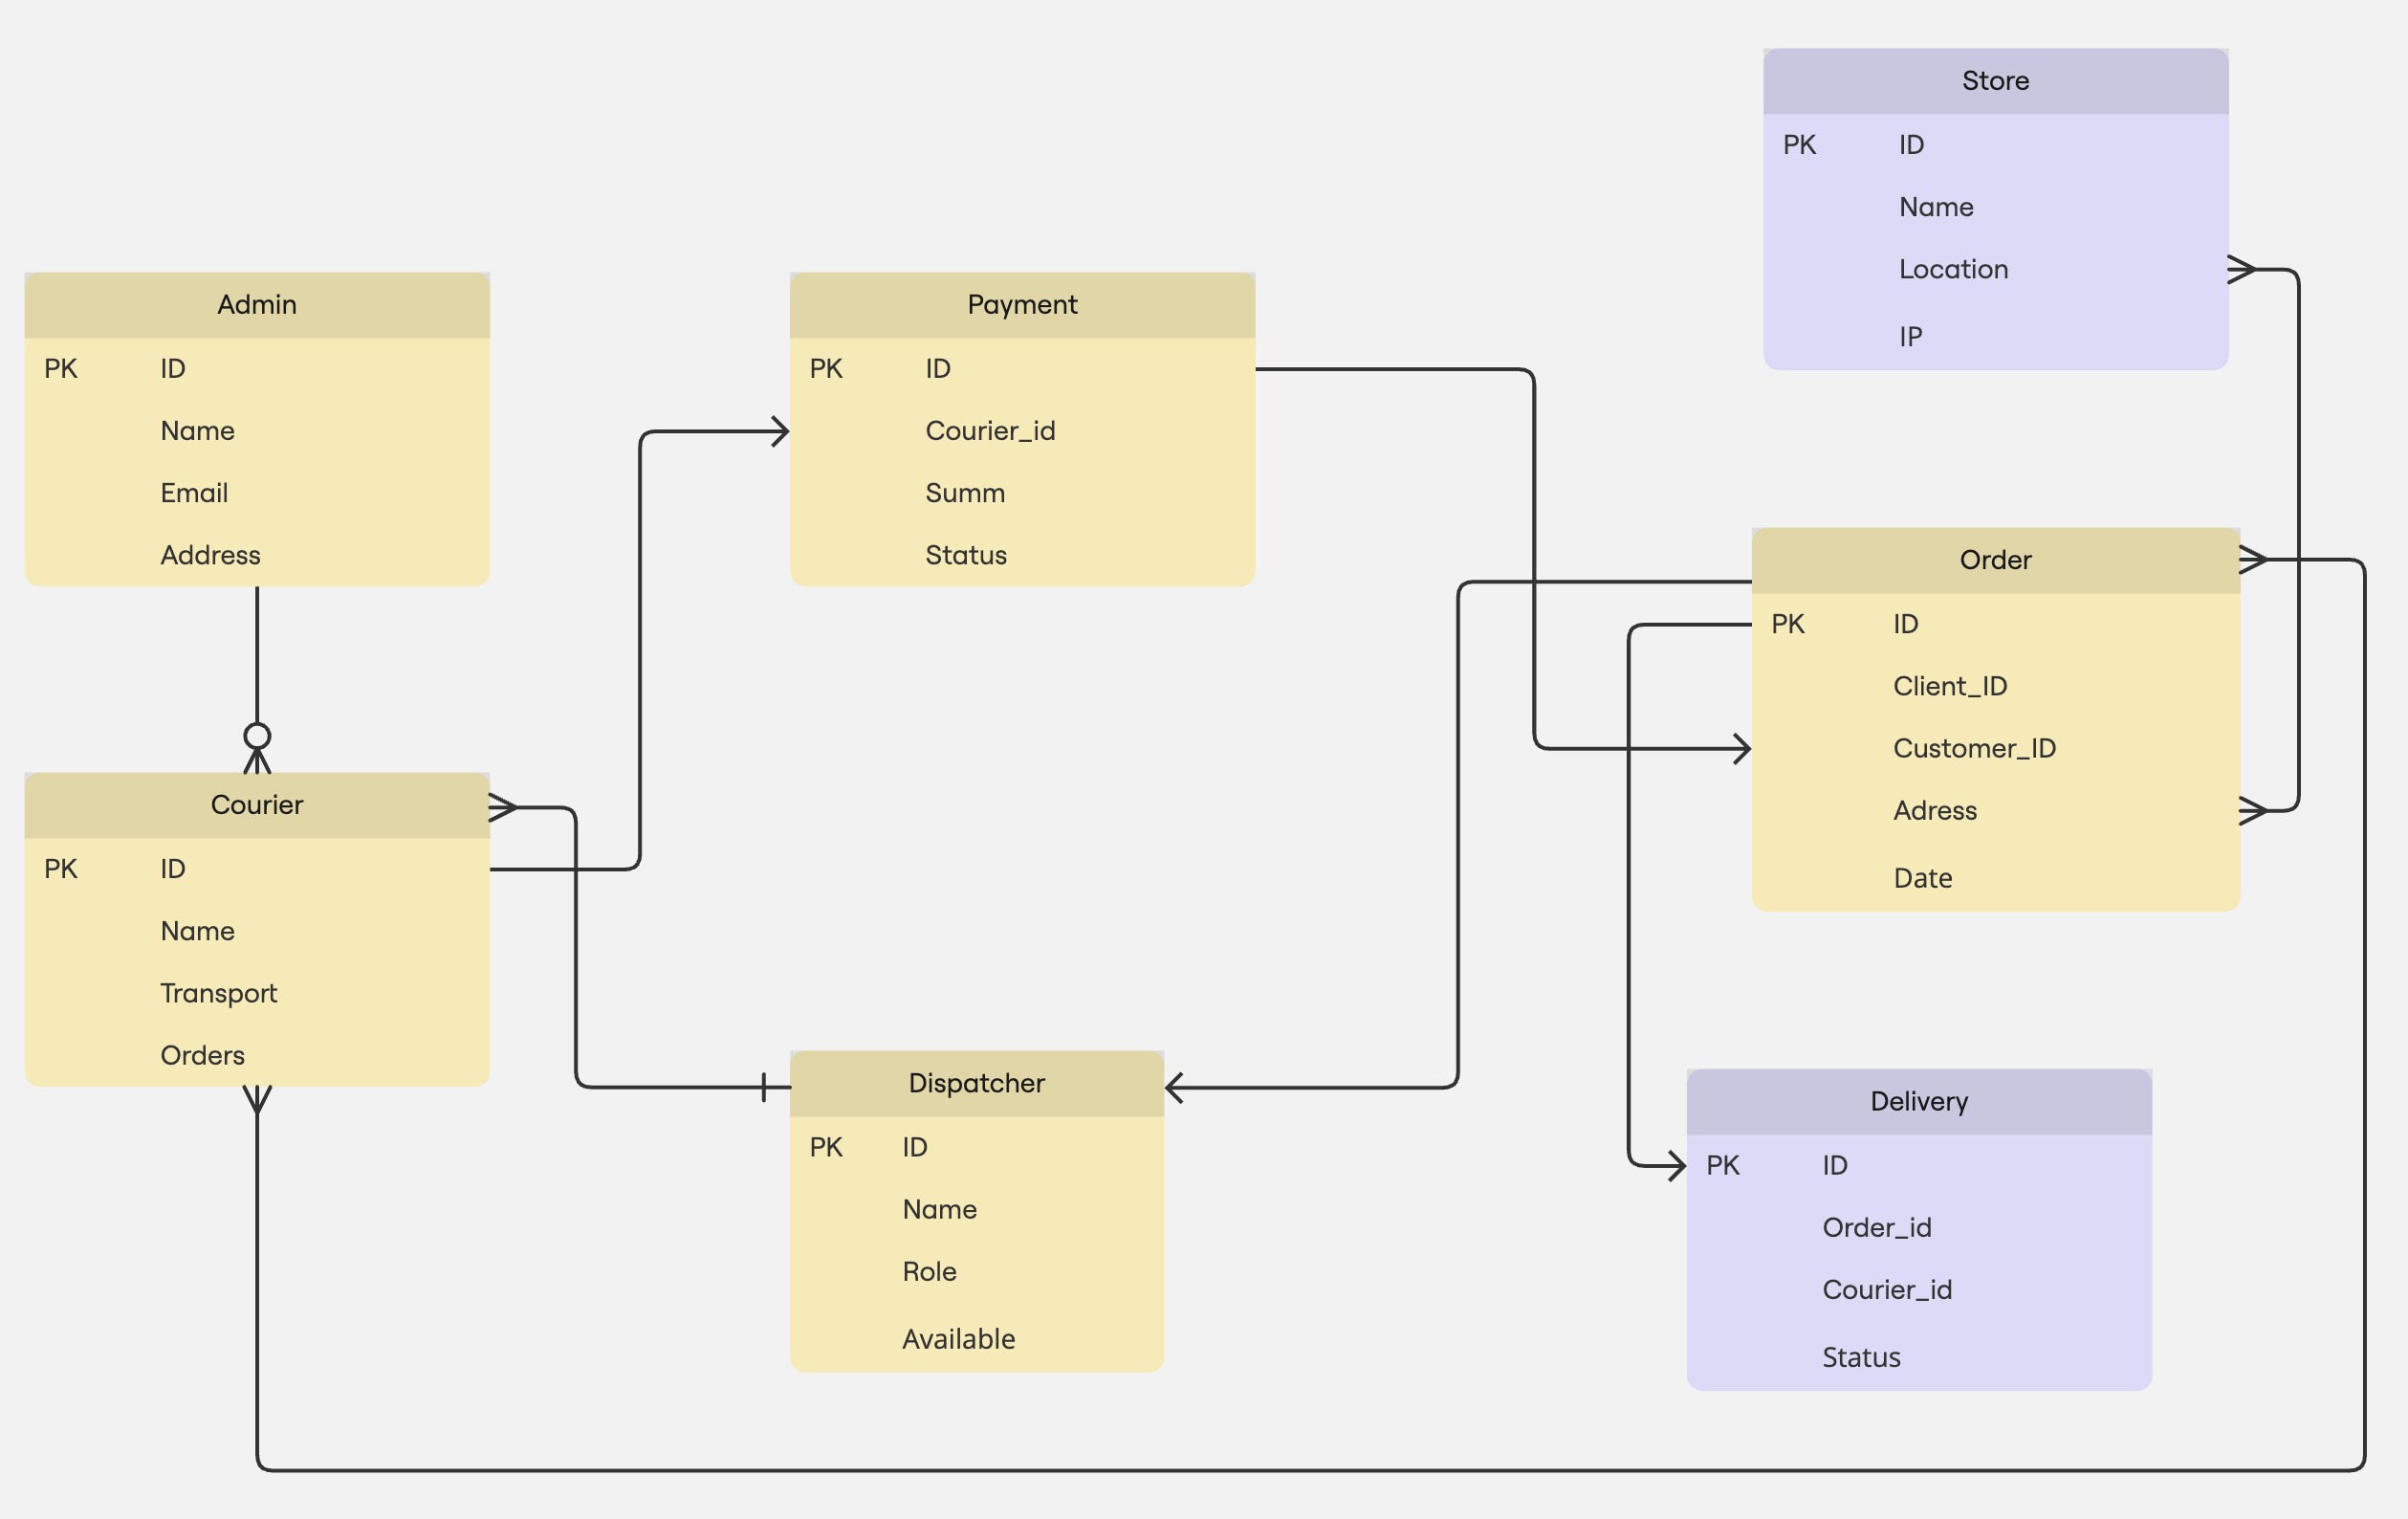 Store
PK ID
Name
Location
IP
Admin
PK ID
Name
Email
Address
Payment
PK ID
Courier_id
Summ
Status
Order
PK ID
Client_ID
Customer_ID
Adress
Date
Courier
PK ID
Name
Transport
Orders
Dispatcher
PK ID
Name
Role
Available
Delivery
PK ID
Order_id
Courier_id
Status